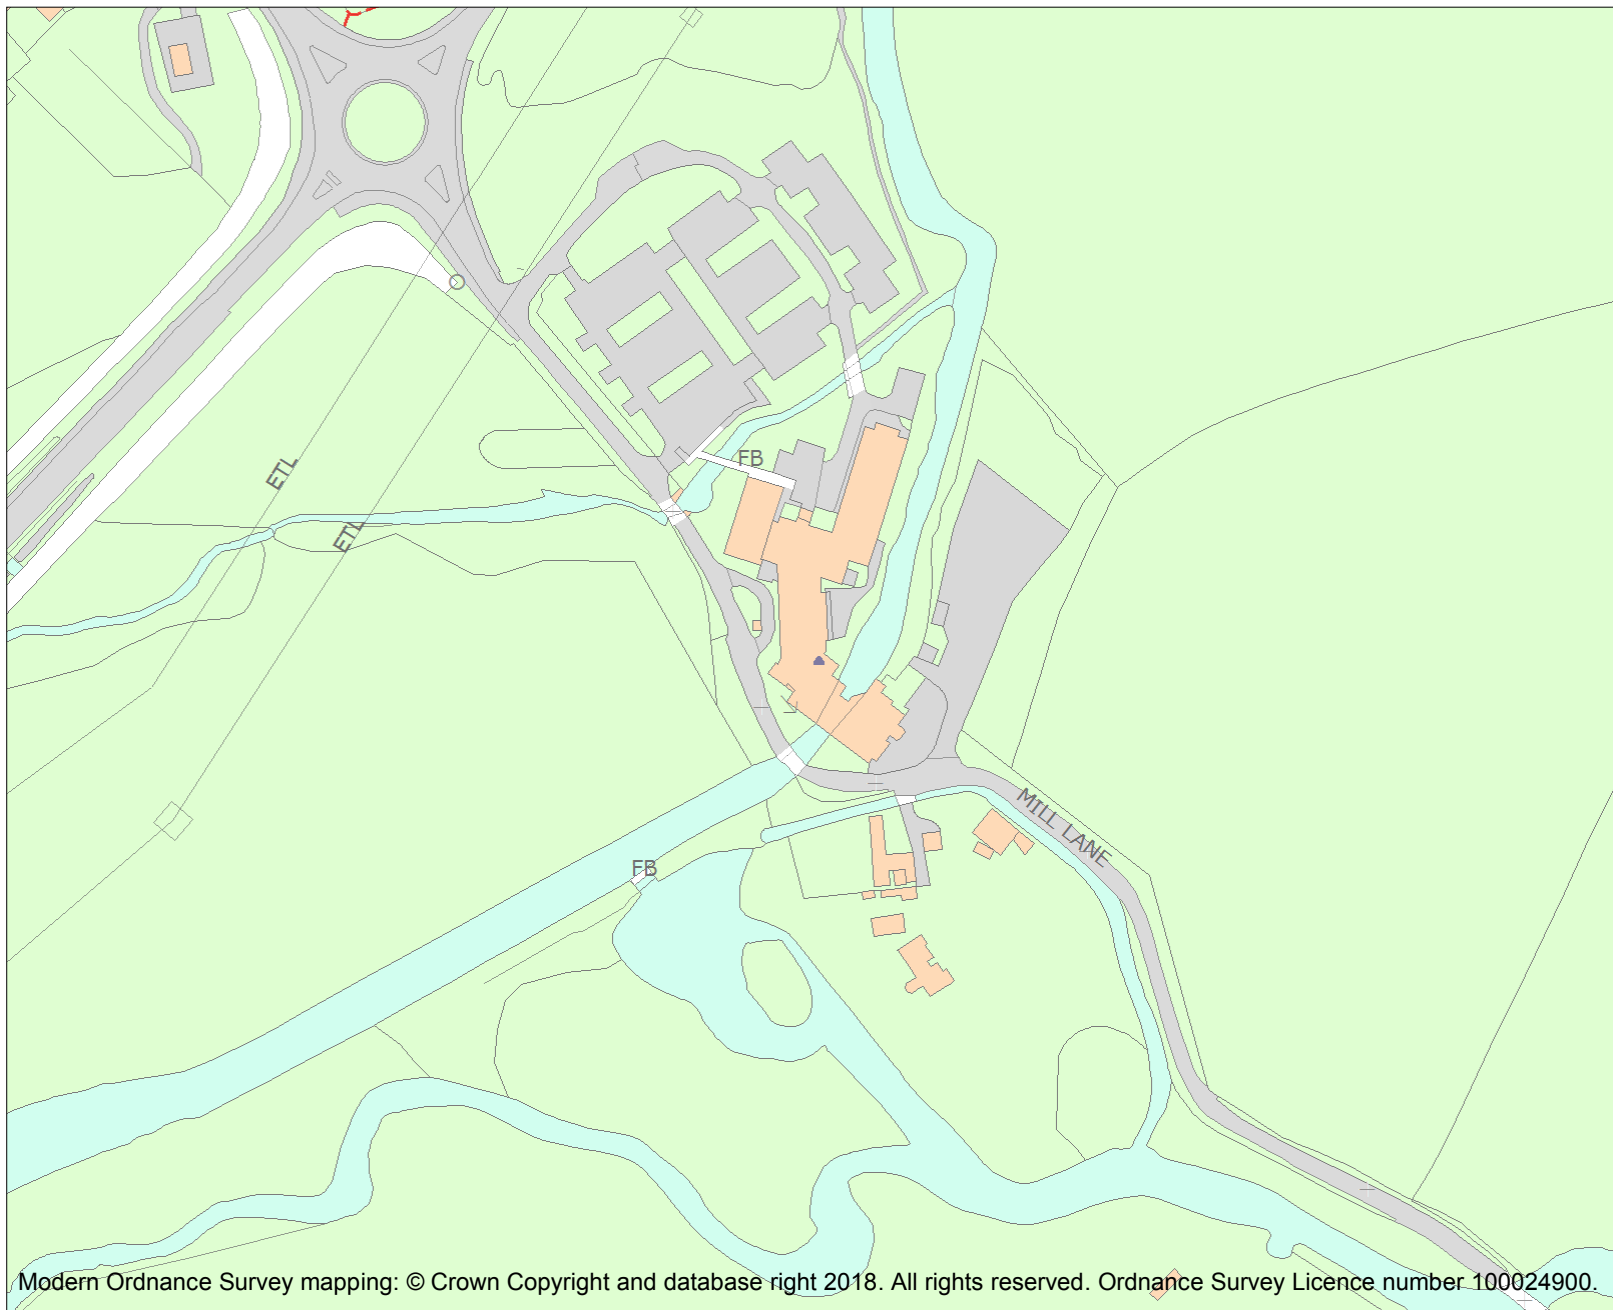 ETL
ETL
FB
MILL LANE
FB
Modern Ordnance Survey mapping: © Crown Copyright and database right 2018. All rights reserved. Ordnance Survey Licence number 100024900.